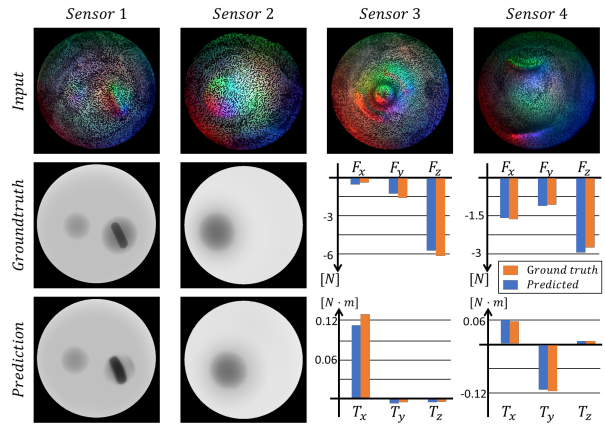 Sensor 1 Sensor 2 Sensor 3 Sensor 4
Input
Groundtruth
Prediction
F_x F_y F_z
-3
-6
[N]
F_x F_y F_z
-1.5
-3
[N]
Ground truth
Predicted
[N · m]
0.12
0.06
T_x T_y T_z
[N · m]
0.06
-0.12
T_x T_y T_z